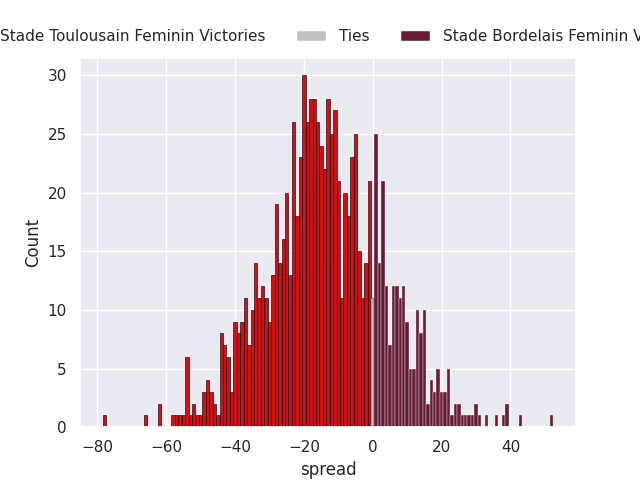 Stade Toulousain Feminin Victories Ties Stade Bordelais Feminin V
30
25
20
15
10
5
0
Count
−80 −60 −40 −20 0 20 40
spread